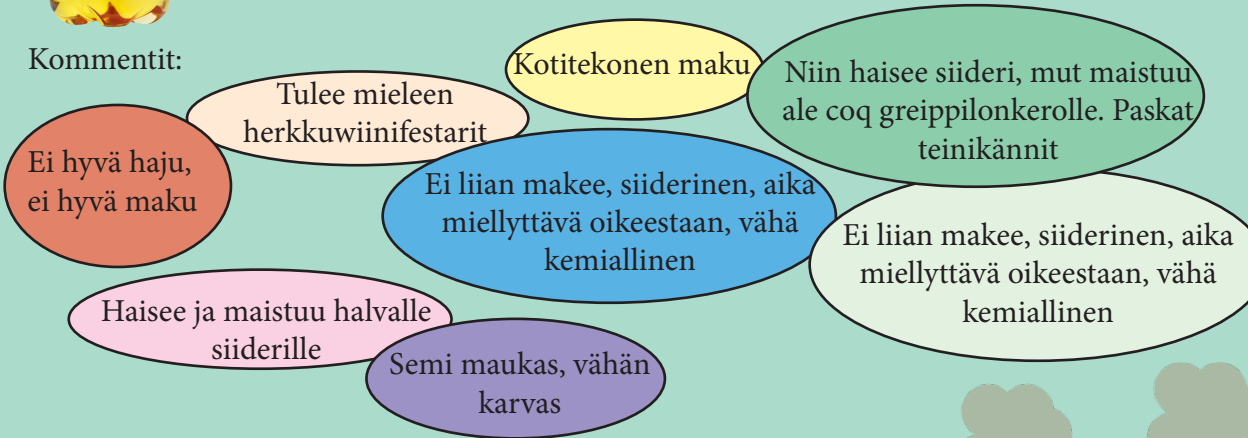 Kommentit:
Kotitekonen maku
Niin haisee siideri, mut maistuu
ale coq greippilonkerolle. Paskat
teinikännit
Tulee mieleen
herkkuwiinifestarit
Ei hyvä haju,
ei hyvä maku
Ei liian makee, siiderinen, aika
miellyttävä oikeestaan, vähä
kemiallinen
Ei liian makee, siiderinen, aika
miellyttävä oikeestaan, vähä
kemiallinen
Haisee ja maistuu halvalle
siiderille
Semi maukas, vähän
karvas